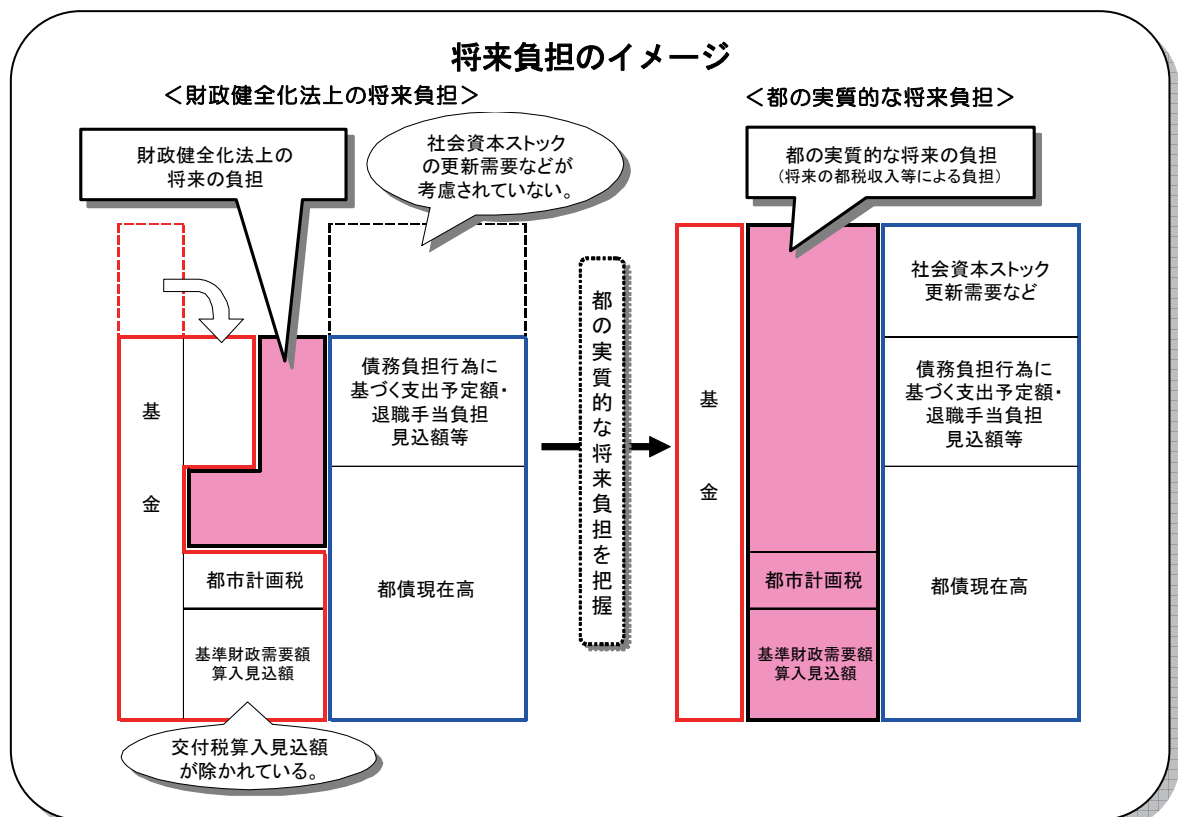 将来負担のイメージ
＜財政健全化法上の将来負担＞
財政健全化法上の
将来の負担
社会資本ストック
の更新需要などが
考慮されていない。
基
金
債務負担行為に
基づく支出予定額・
退職手当負担
見込額等
都市計画税
都債現在高
基準財政需要額
算入見込額
交付税算入見込額
が除かれている。
都の実質的な将来負担を把握
＜都の実質的な将来負担＞
都の実質的な将来の負担
（将来の都税収入等による負担）
基
金
社会資本ストック
更新需要など
債務負担行為に
基づく支出予定額・
退職手当負担
見込額等
都市計画税
都債現在高
基準財政需要額
算入見込額